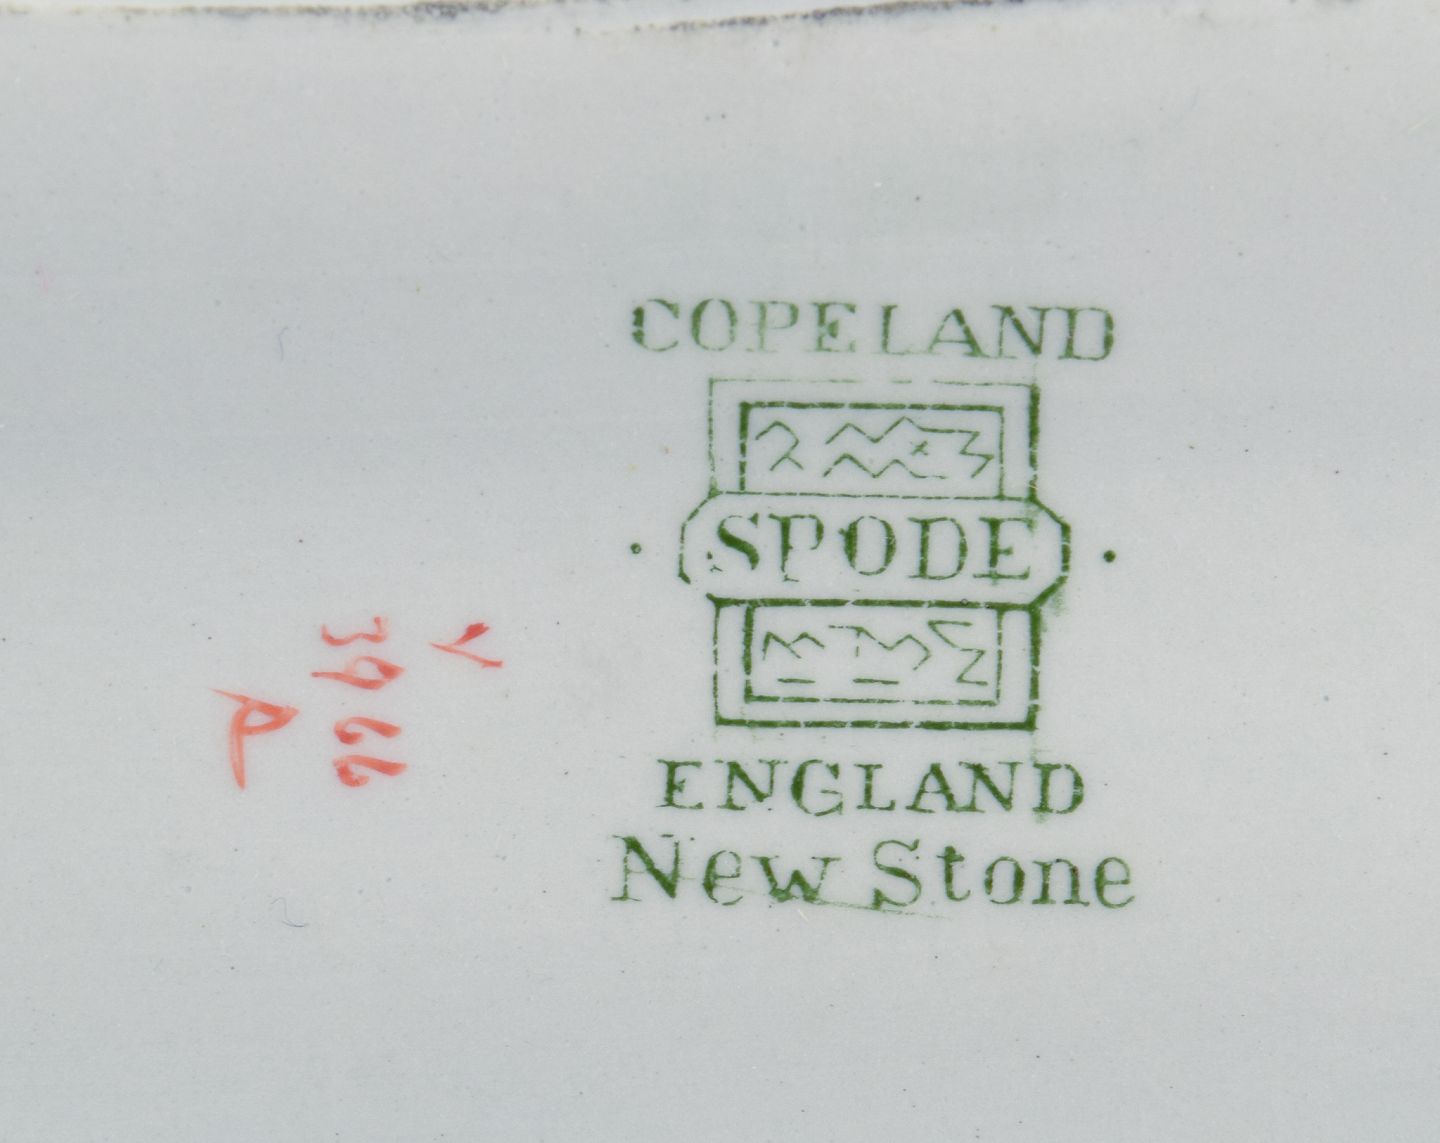 COPELAND
SPODE
ENGLAND
New Stone
V
3966